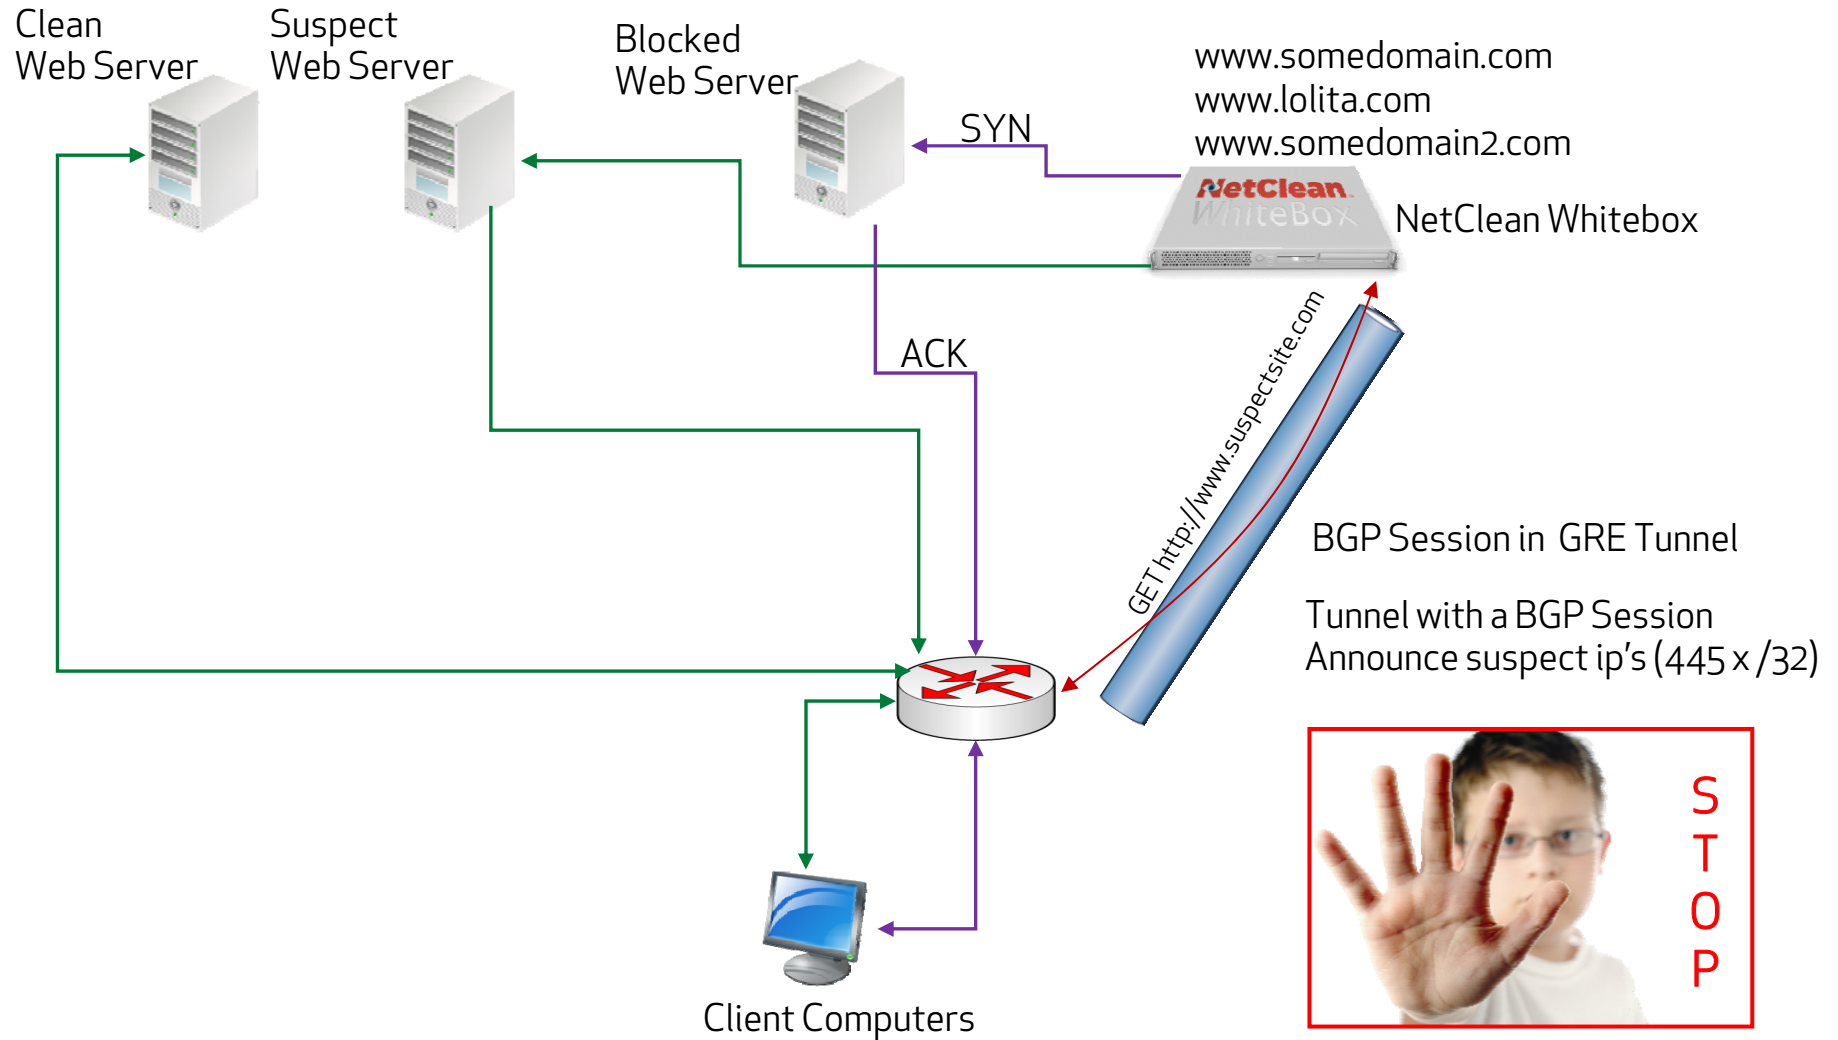 Clean
Web Server
Suspect
Web Server
Blocked
Web Server
www.somedomain.com
www.lolita.com
www.somedomain2.com
SYN
NetClean
WhiteBox
NetClean Whitebox
ACK
GET http://www.suspectsite.com
BGP Session in GRE Tunnel
Tunnel with a BGP Session
Announce suspect ip's (445 x /32)
S
T
O
P
Client Computers